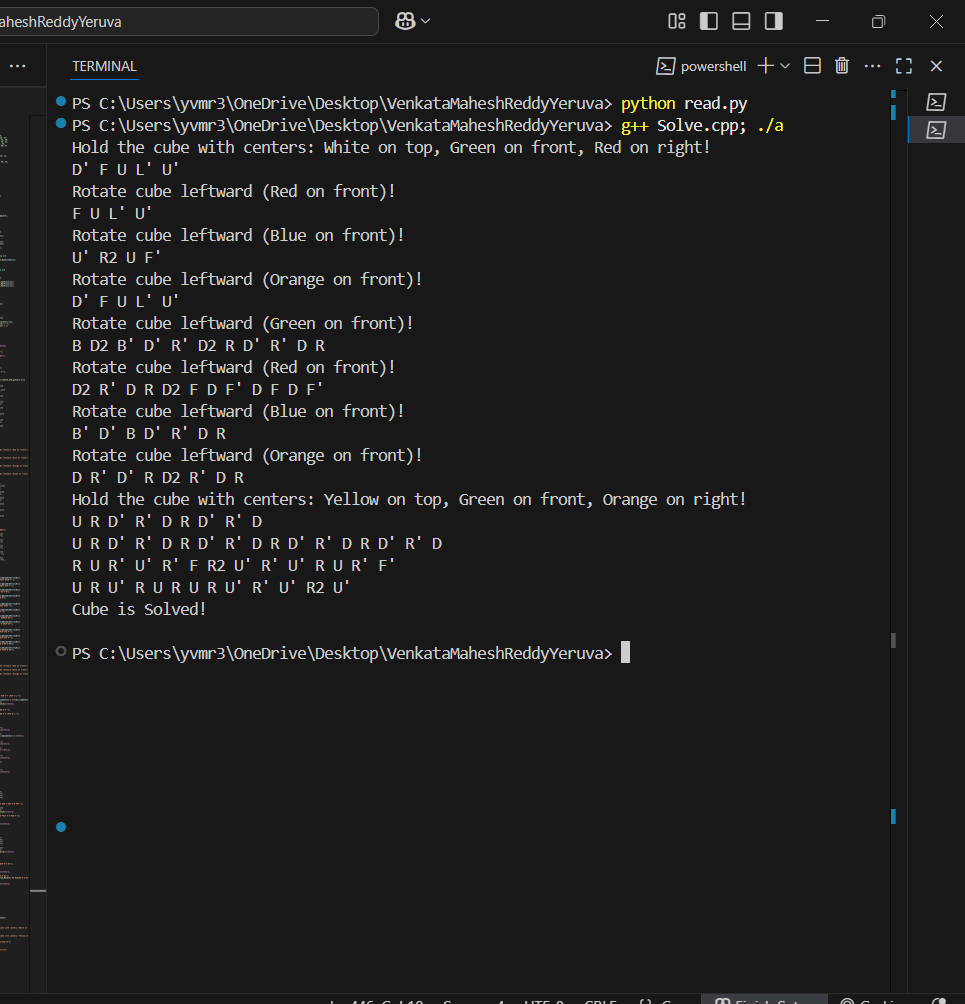 aheshReddyYeruva
TERMINAL
powershell
PS C:\Users\yvmr3\OneDrive\Desktop\VenkataMaheshReddyYeruva> python read.py
PS C:\Users\yvmr3\OneDrive\Desktop\VenkataMaheshReddyYeruva> g++ Solve.cpp; ./a
Hold the cube with centers: White on top, Green on front, Red on right!
D' F U L' U'
Rotate cube leftward (Red on front)!
F U L' U'
Rotate cube leftward (Blue on front)!
U' R2 U F'
Rotate cube leftward (Orange on front)!
D' F U L' U'
Rotate cube leftward (Green on front)!
B D2 B' D' R' D2 R D' R' D R
Rotate cube leftward (Red on front)!
D2 R' D R D2 F D F' D F D F'
Rotate cube leftward (Blue on front)!
B' D' B D' R' D R
Rotate cube leftward (Orange on front)!
D R' D' R D2 R' D R
Hold the cube with centers: Yellow on top, Green on front, Orange on right!
U R D' R' D R D' R' D
U R D' R' D R D' R' D R D' R' D R D' R' D
R U R' U' R' F R2 U' R' U' R U R' F'
U R U' R U R U R U' R' U' R2 U'
Cube is Solved!
PS C:\Users\yvmr3\OneDrive\Desktop\VenkataMaheshReddyYeruva>